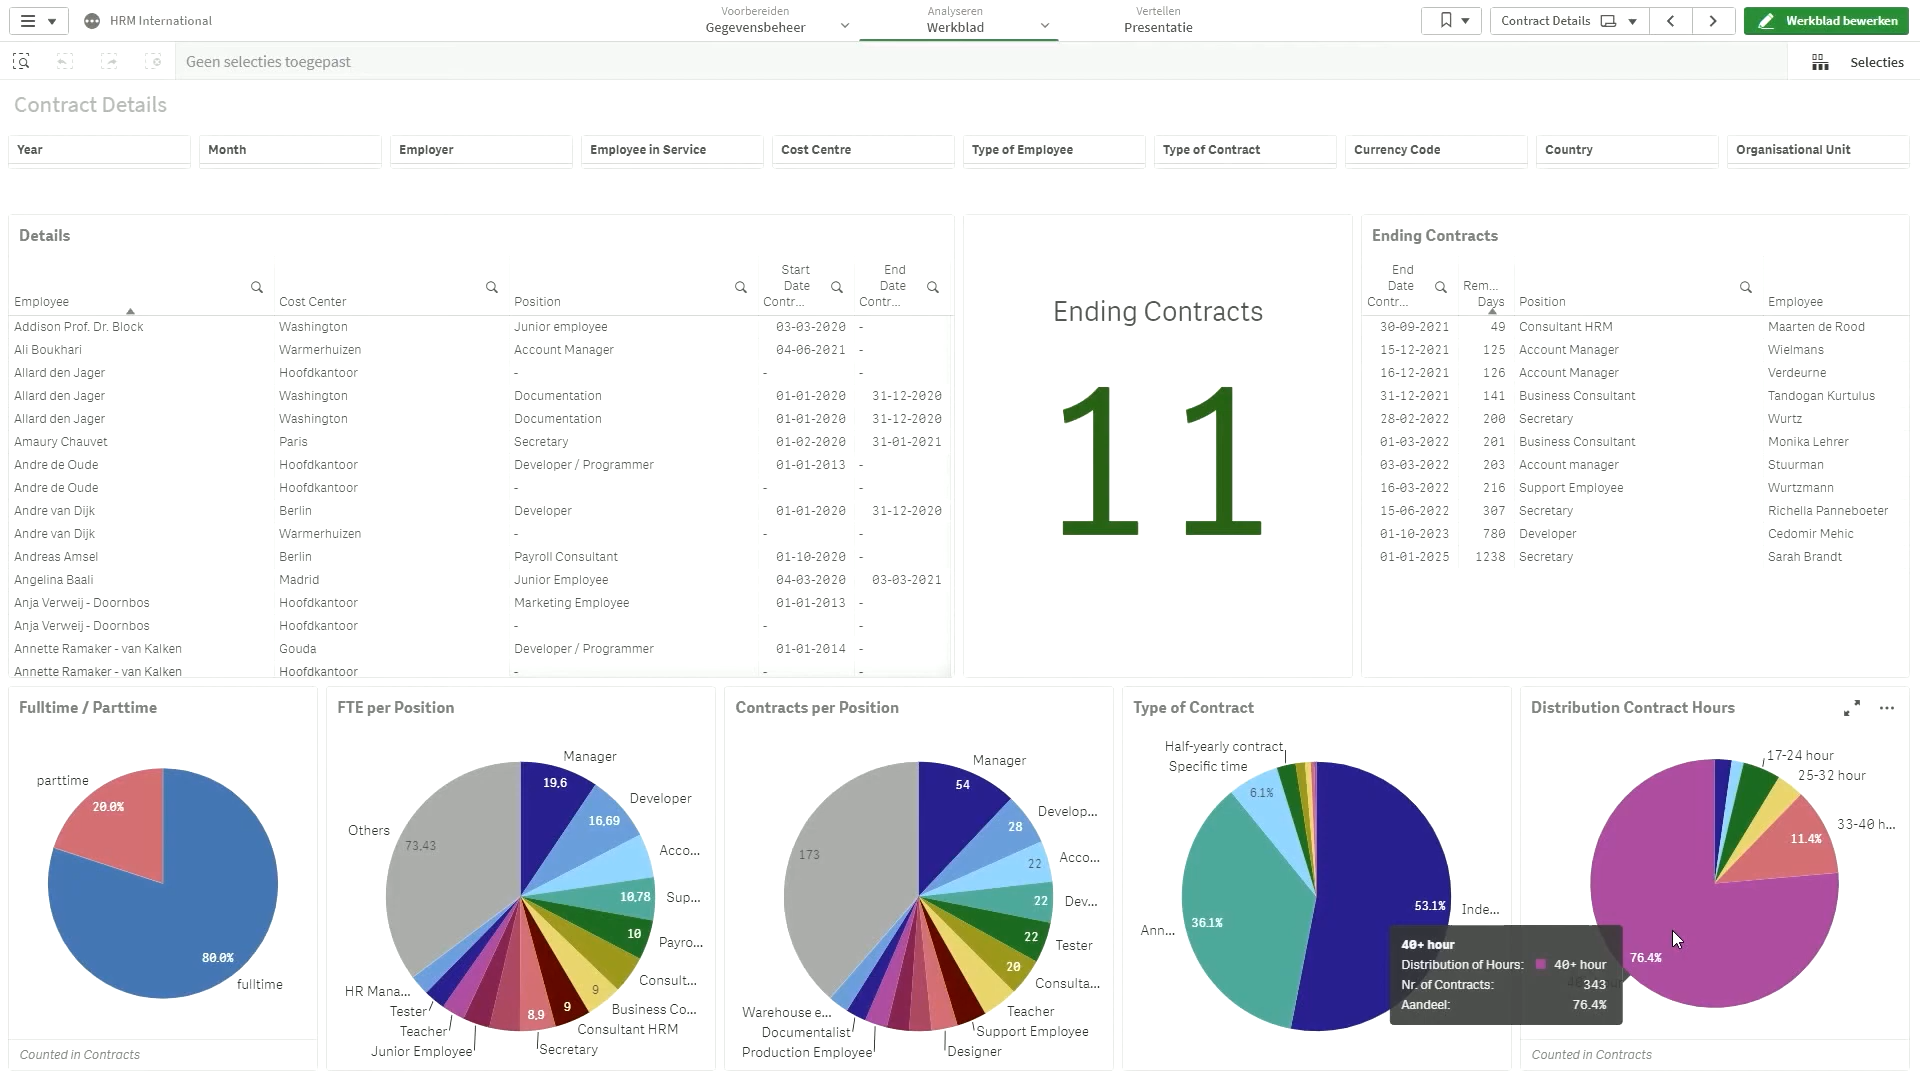 HRM International
Voorbereiden
Gegevensbeheer
Analyseren
Werkblad
Vertellen
Presentatie
Contract Details
Werkblad bewerken
Geen selecties toegepast
Selecties
Contract Details
Year
Month
Employer
Employee in Service
Cost Centre
Type of Employee
Type of Contract
Currency Code
Country
Organisational Unit
Details
Employee Cost Center Position Start Date Contr... End Date Contr...
Addison Prof. Dr. Block Washington Junior employee 03-03-2020 -
Ali Boukhari Warmerhuizen Account Manager 04-06-2021 -
Allard den Jager Hoofdkantoor - - -
Allard den Jager Washington Documentation 01-01-2020 31-12-2020
Allard den Jager Washington Documentation 01-01-2020 31-12-2020
Amaury Chauvet Paris Secretary 01-02-2020 31-01-2021
Andre de Oude Hoofdkantoor Developer / Programmer 01-01-2013 -
Andre de Oude Hoofdkantoor - - -
Andre van Dijk Berlin Developer 01-01-2020 31-12-2020
Andre van Dijk Warmerhuizen - - -
Andreas Amsel Berlin Payroll Consultant 01-10-2020 -
Angelina Baali Madrid Junior Employee 04-03-2020 03-03-2021
Anja Verweij - Doornbos Hoofdkantoor Marketing Employee 01-01-2013 -
Anja Verweij - Doornbos Hoofdkantoor - - -
Annette Ramaker - van Kalken Gouda Developer / Programmer 01-01-2014 -
Annette Ramaker - van Kalken Hoofdkantoor - - -
Ending Contracts
11
Ending Contracts
End Date Contr... Rem... Days Position Employee
30-09-2021 49 Consultant HRM Maarten de Rood
15-12-2021 125 Account Manager Wielmans
16-12-2021 126 Account Manager Verdeurne
31-12-2021 141 Business Consultant Tandogan Kurtulus
28-02-2022 200 Secretary Wurtz
01-03-2022 201 Business Consultant Monika Lehrer
03-03-2022 203 Account manager Stuurman
16-03-2022 216 Support Employee Wurtzmann
15-06-2022 307 Secretary Richella Panneboeter
01-10-2023 780 Developer Cedomir Mehic
01-01-2025 1238 Secretary Sarah Brandt
Fulltime / Parttime
parttime
20.0%
80.0%
fulltime
Counted in Contracts
FTE per Position
Manager
19,6
Developer
16,69
Others
73,43
Acco...
10,78
Sup...
10
Payro...
Consult...
9
Business Co...
9
Consultant HRM
8,9
Secretary
HR Mana...
Tester
Teacher
Junior Employee
Contracts per Position
Manager
54
Develop...
28
173
22
Acco...
22
Dev...
22
Tester
20
Consulta...
Teacher
Support Employee
Designer
Warehouse e...
Documentalist
Production Employee
Type of Contract
Half-yearly contract
Specific time
6.1%
53.1%
Inde...
36.1%
Ann...
Distribution Contract Hours
17-24 hour
25-32 hour
33-40 h...
11.4%
76.4%
40+ hour
Distribution of Hours: 40+ hour
Nr. of Contracts: 343
Aandeel: 76.4%
Counted in Contracts